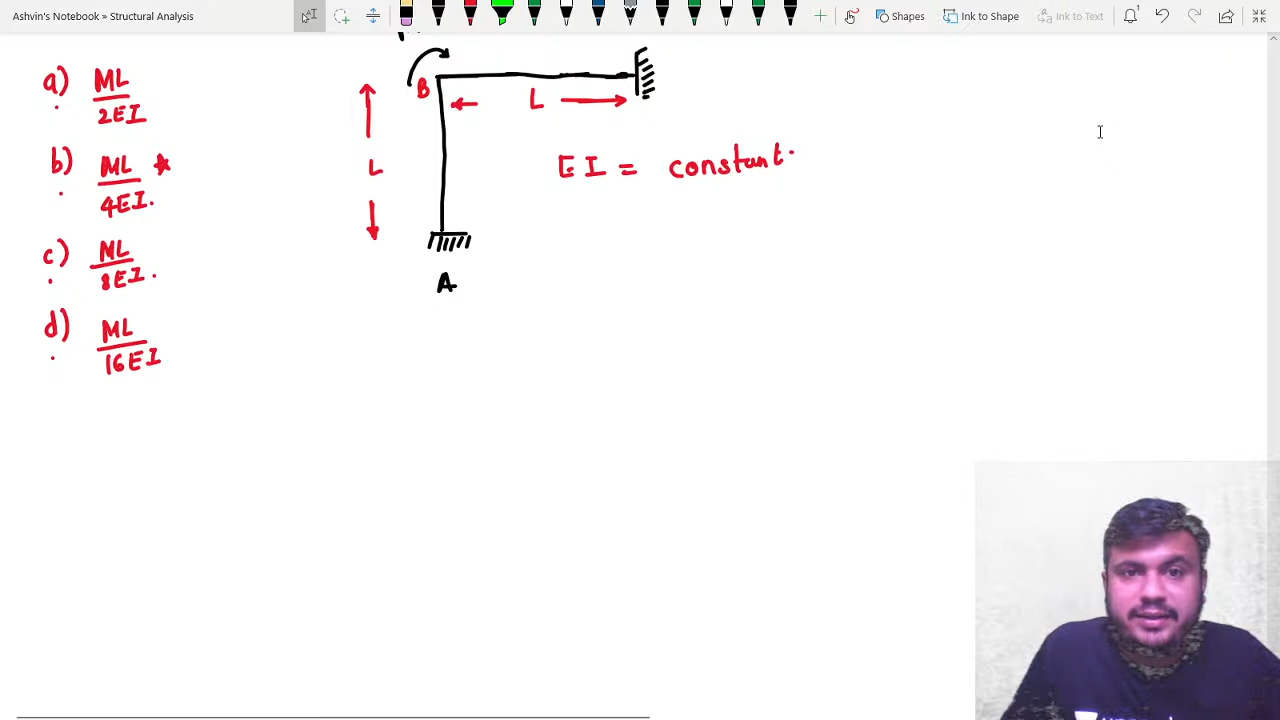 Ashvin's Notebook » Structural Analysis
Shapes
Ink to Shape
Ink to Text
a) ML
2EI
b) ML ★
4EI.
c) ML
8EI.
d) ML
16EI
B
L
L
EI = constant.
A